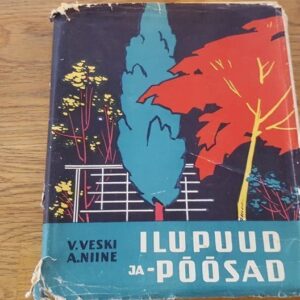 V. VESKI
A. NIINE
ILUPUUD
JA-PÕÕSAD